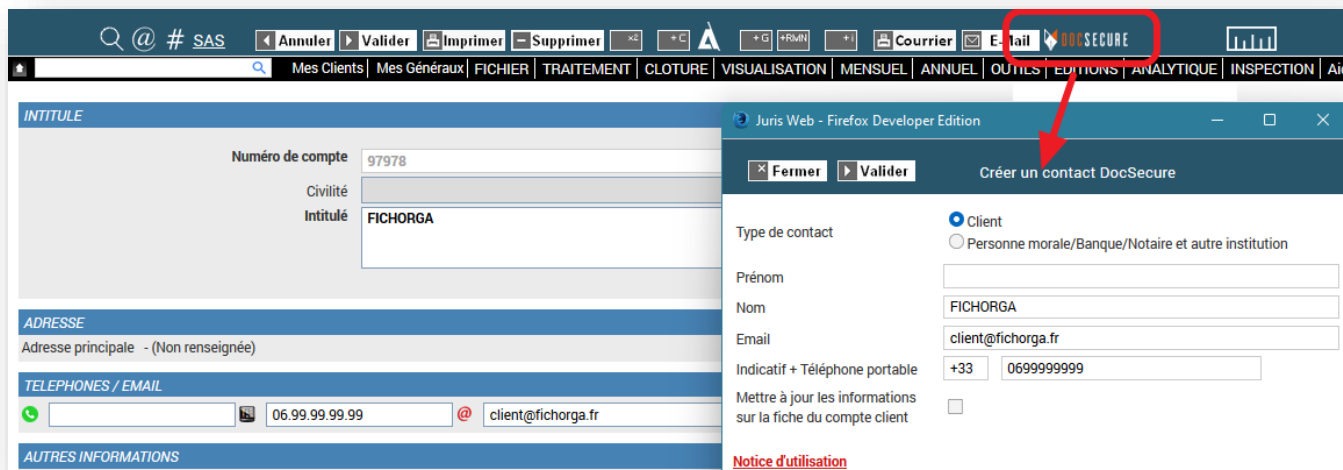 @ # SAS Annuler Valider Imprimer Supprimer x2 +C +G +RMN +i Courrier E-Mail DOCSECURE
Mes Clients | Mes Généraux | FICHIER | TRAITEMENT | CLOTURE | VISUALISATION | MENSUEL | ANNUEL | OUTILS | EDITIONS | ANALYTIQUE | INSPECTION |
INTITULE
Numéro de compte 97978
Civilité
Intitulé FICHORGA
ADRESSE
Adresse principale - (Non renseignée)
TELEPHONES / EMAIL
06.99.99.99.99 @ client@fichorga.fr
AUTRES INFORMATIONS
Juris Web - Firefox Developer Edition
Fermer Valider Créer un contact DocSecure
Type de contact
Client
Personne morale/Banque/Notaire et autre institution
Prénom
Nom FICHORGA
Email client@fichorga.fr
Indicatif + Téléphone portable +33 0699999999
Mettre à jour les informations
sur la fiche du compte client
Notice d'utilisation